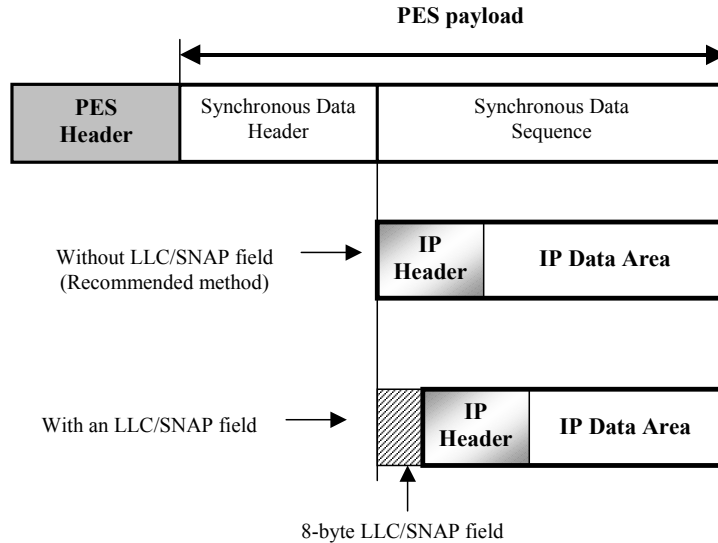 PES payload
PES
Header
Synchronous Data
Header
Synchronous Data
Sequence
Without LLC/SNAP field
(Recommended method)
IP
Header
IP Data Area
With an LLC/SNAP field
IP
Header
IP Data Area
8-byte LLC/SNAP field